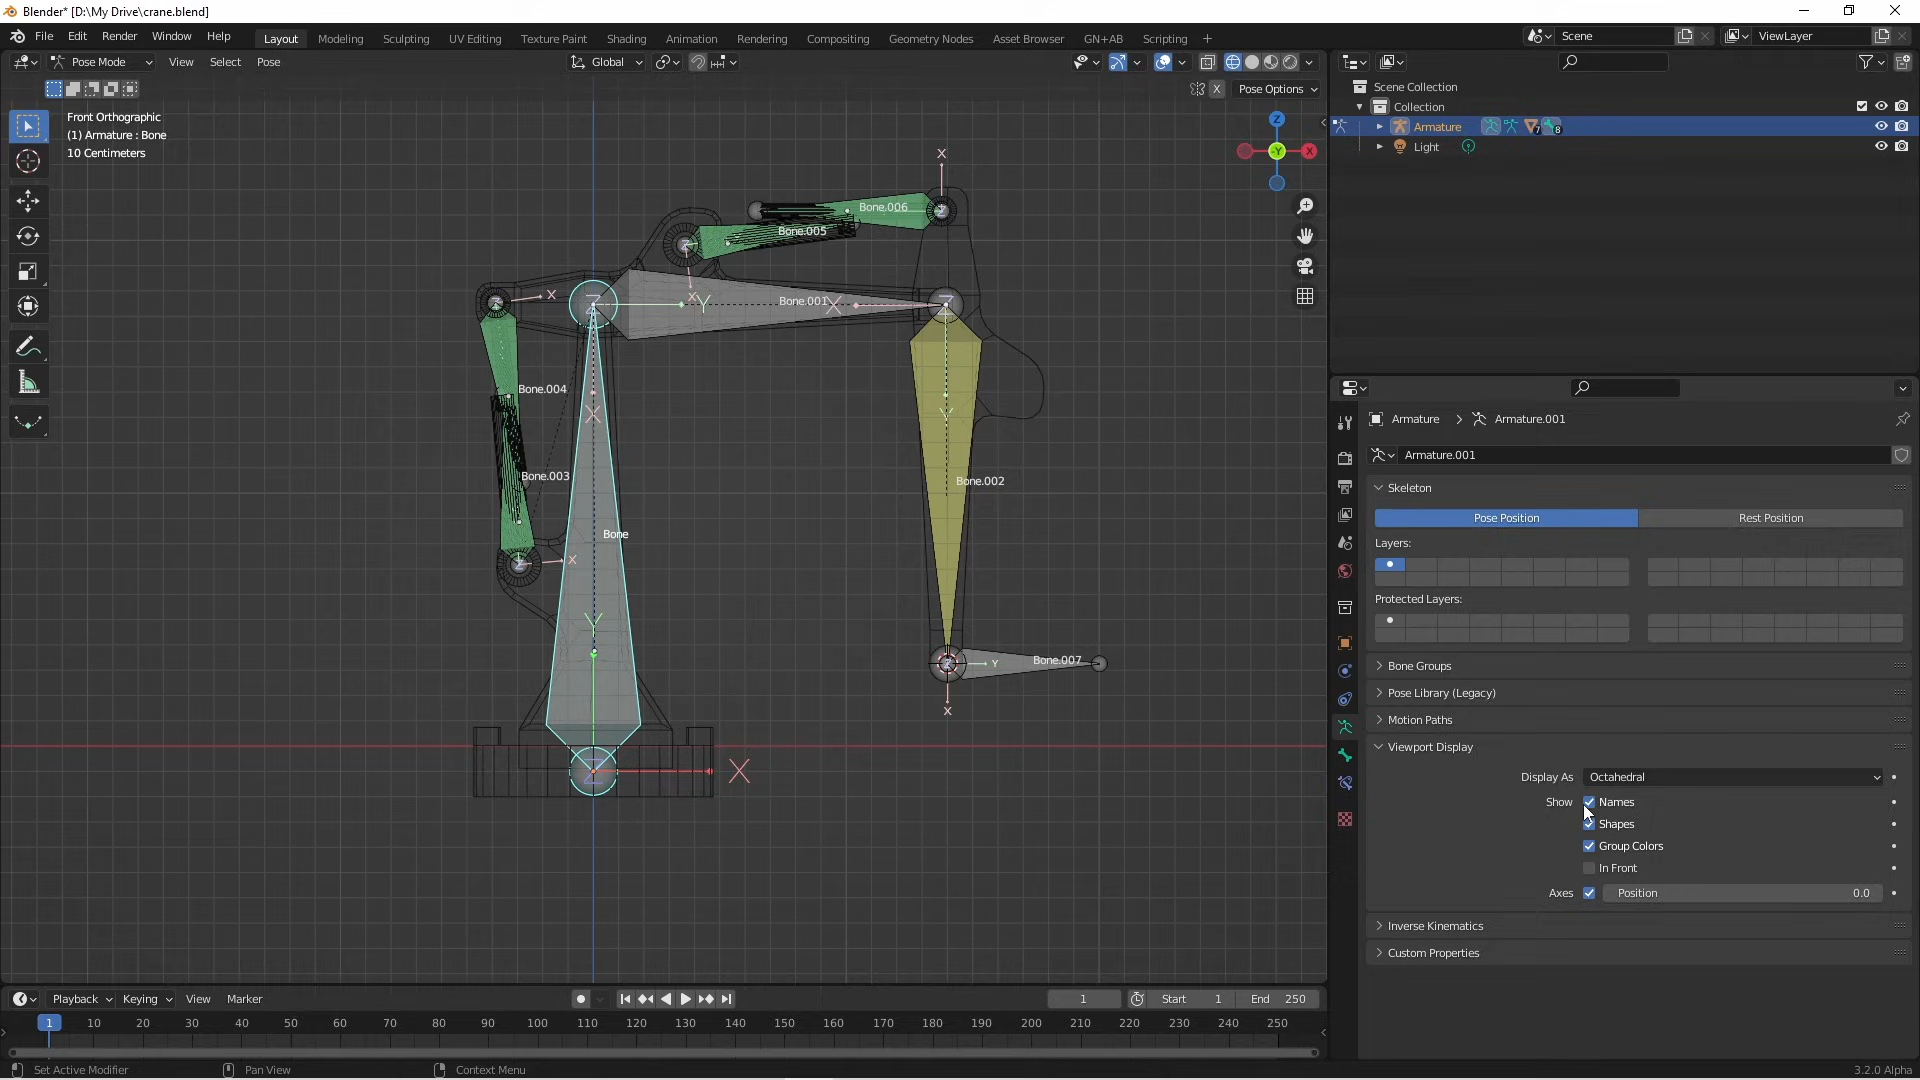 Blender* [D:\My Drive\crane.blend]
File Edit Render Window Help Layout Modeling Sculpting UV Editing Texture Paint Shading Animation Rendering Compositing Geometry Nodes Asset Browser GN+AB Scripting + Scene ViewLayer
Pose Mode View Select Pose Global
X Pose Options
Front Orthographic
(1) Armature : Bone
10 Centimeters
Z
-Y X
X
Bone.006
Z
Bone.005
Z
X
X
Z
X
Z
Y
Bone.001
X
Z
Bone.004
X
Y
Bone.003
Bone.002
Bone
Z
X
Y
Z
Y
Bone.007
X
Z
X
Scene Collection
Collection
Armature 7 8
Light
Armature > Armature.001
Armature.001
Skeleton
Pose Position Rest Position
Layers:
Protected Layers:
Bone Groups
Pose Library (Legacy)
Motion Paths
Viewport Display
Display As Octahedral
Show Names
Shapes
Group Colors
In Front
Axes Position 0.0
Inverse Kinematics
Custom Properties
Playback Keying View Marker 1 Start 1 End 250
1 10 20 30 40 50 60 70 80 90 100 110 120 130 140 150 160 170 180 190 200 210 220 230 240 250
Set Active Modifier Pan View Context Menu 3.2.0 Alpha